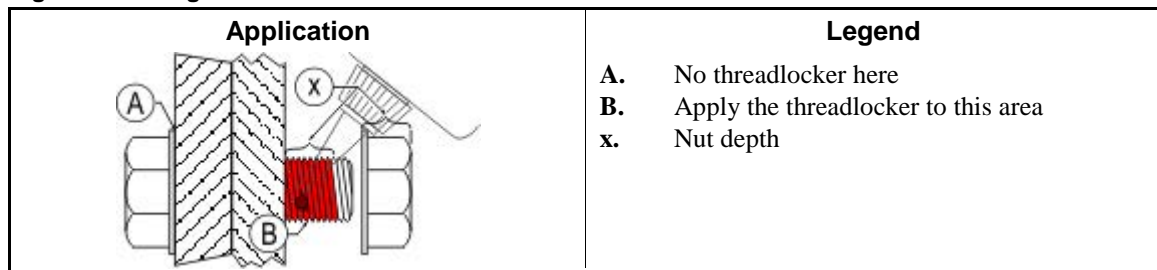 Application
A
x
B
Legend
A. No threadlocker here
B. Apply the threadlocker to this area
x. Nut depth